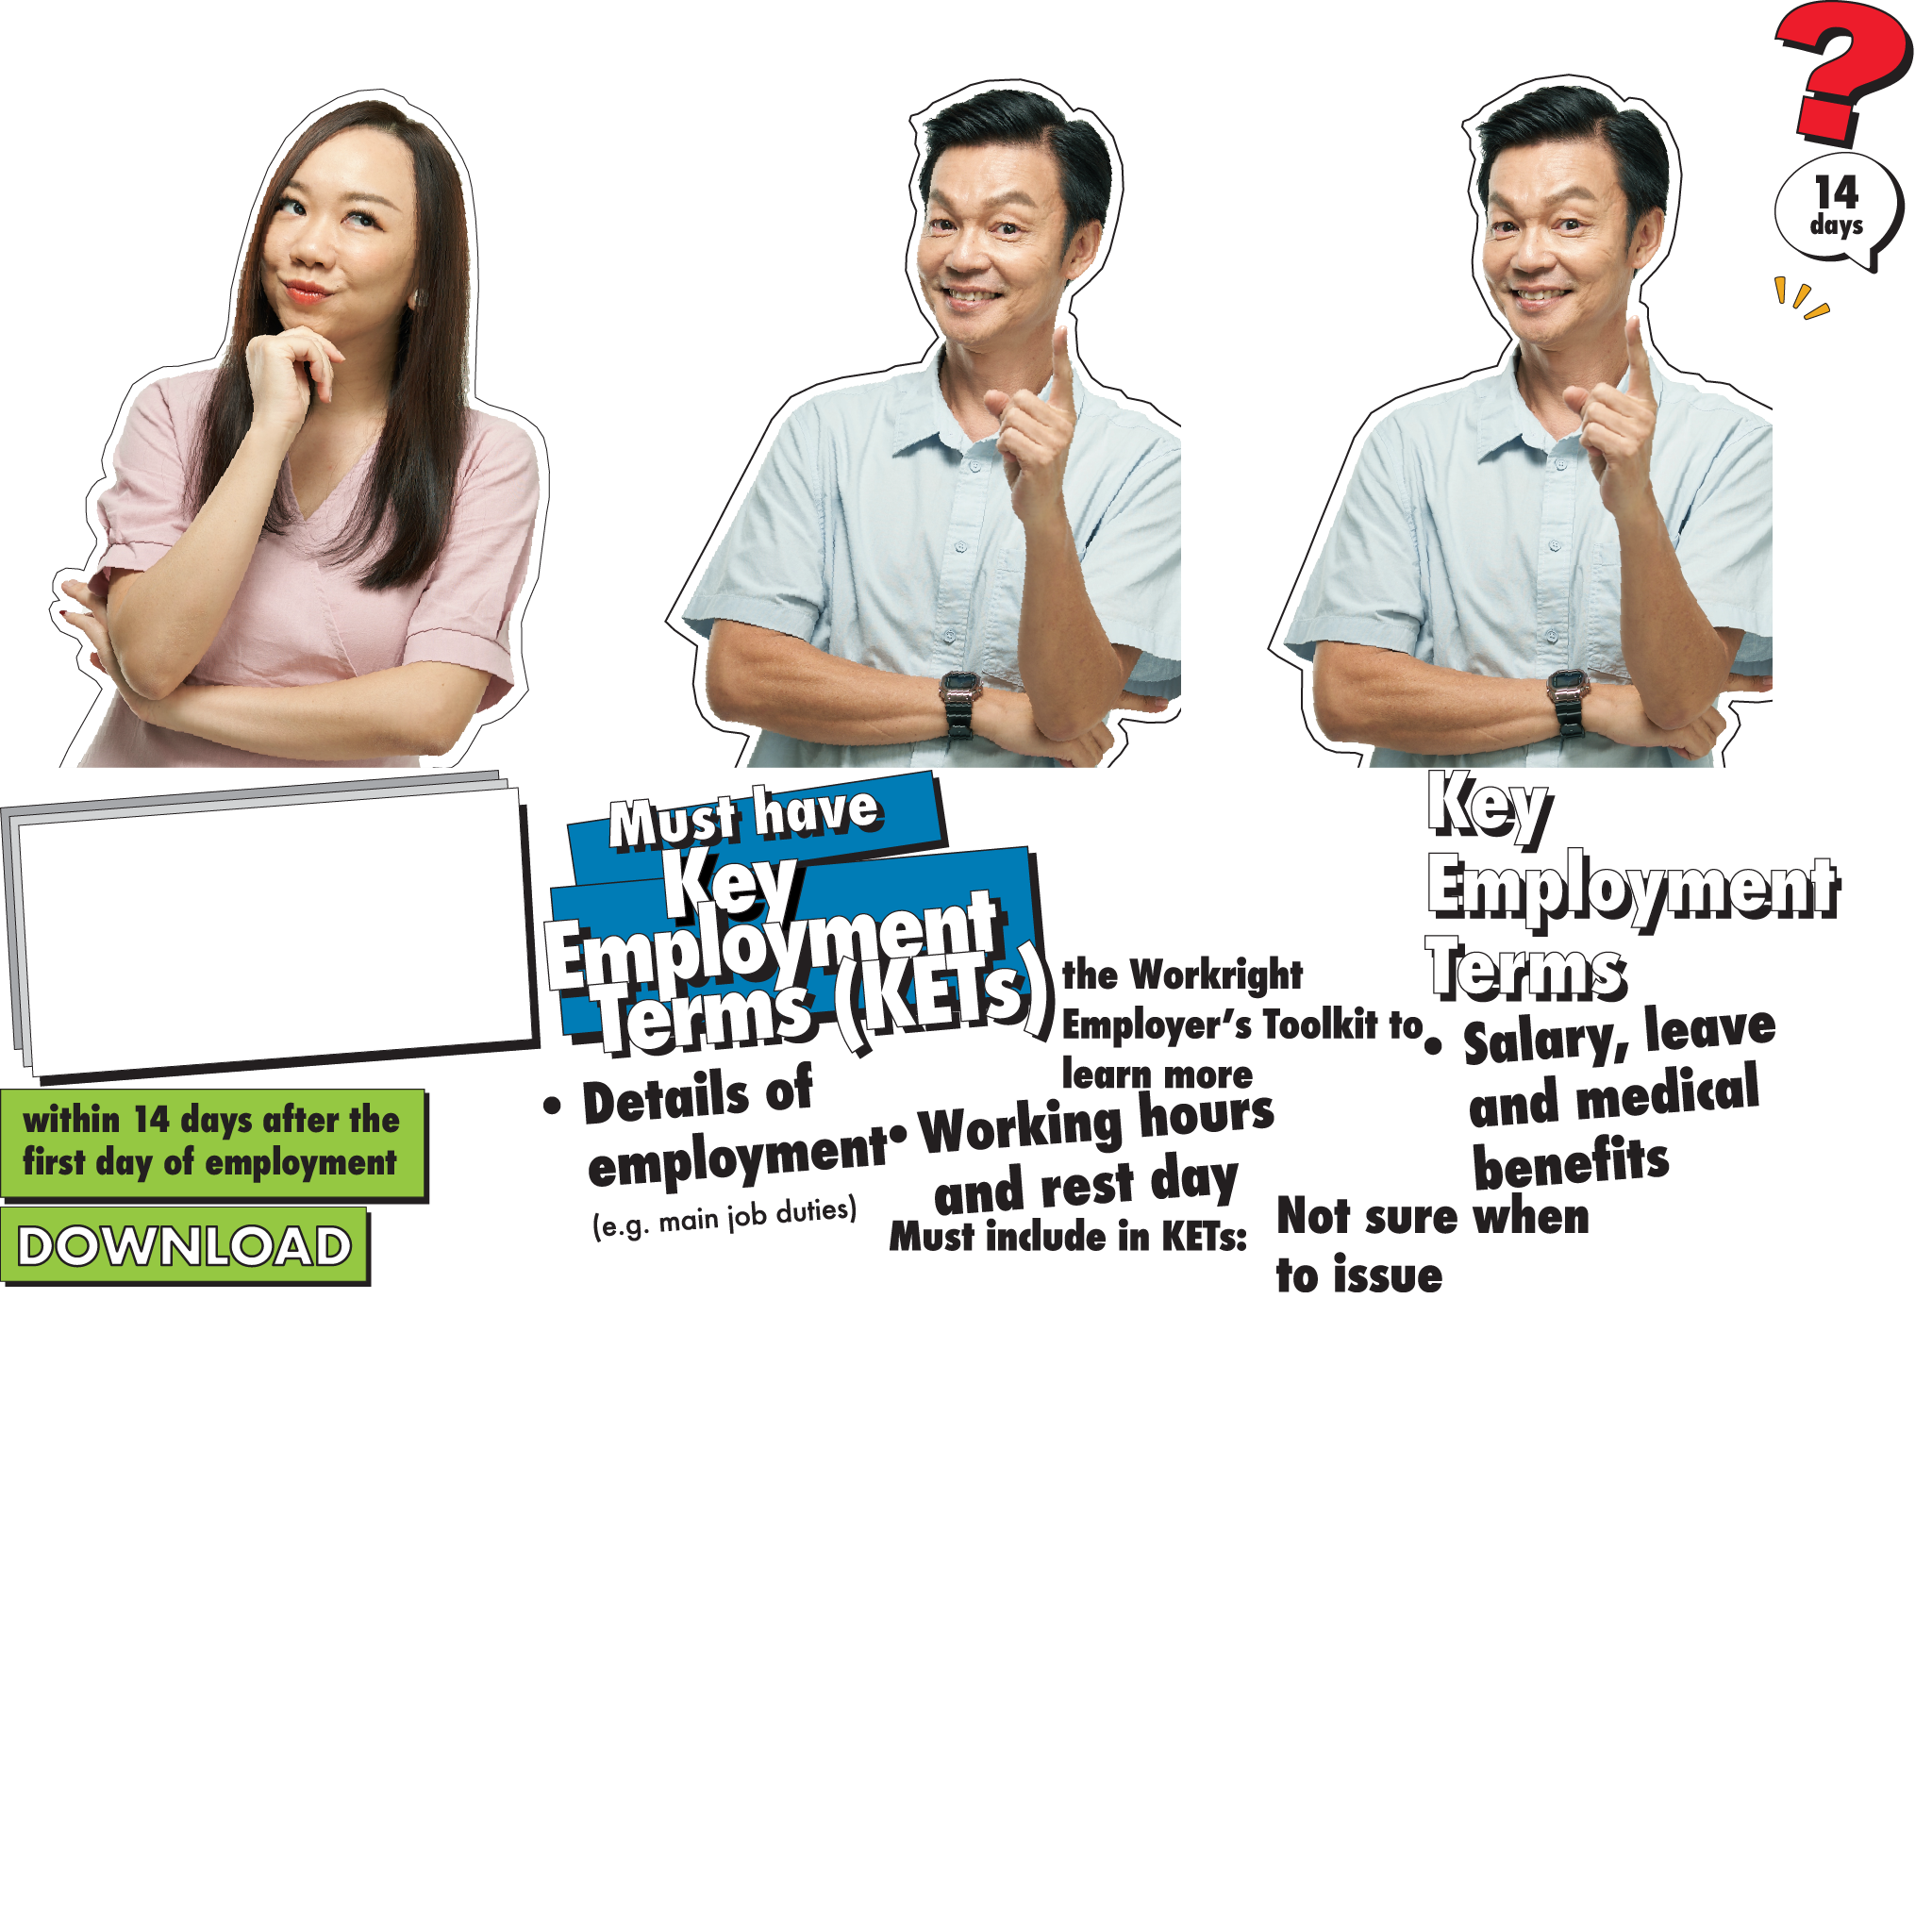 14
days
Must have
Key
Employment
Terms (KETs)
Key
Employment
Terms
the Workright
Employer’s Toolkit to
learn more
• Salary, leave
and medical
benefits
within 14 days after the
first day of employment
• Details of
employment
(e.g. main job duties)
• Working hours
and rest day
Must include in KETs:
Not sure when
to issue
DOWNLOAD
?